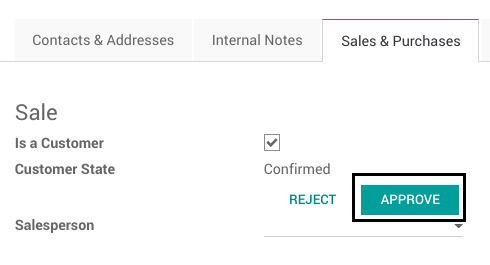 Contacts & Addresses Internal Notes Sales & Purchases
Sale
Is a Customer
Customer State Confirmed
REJECT APPROVE
Salesperson